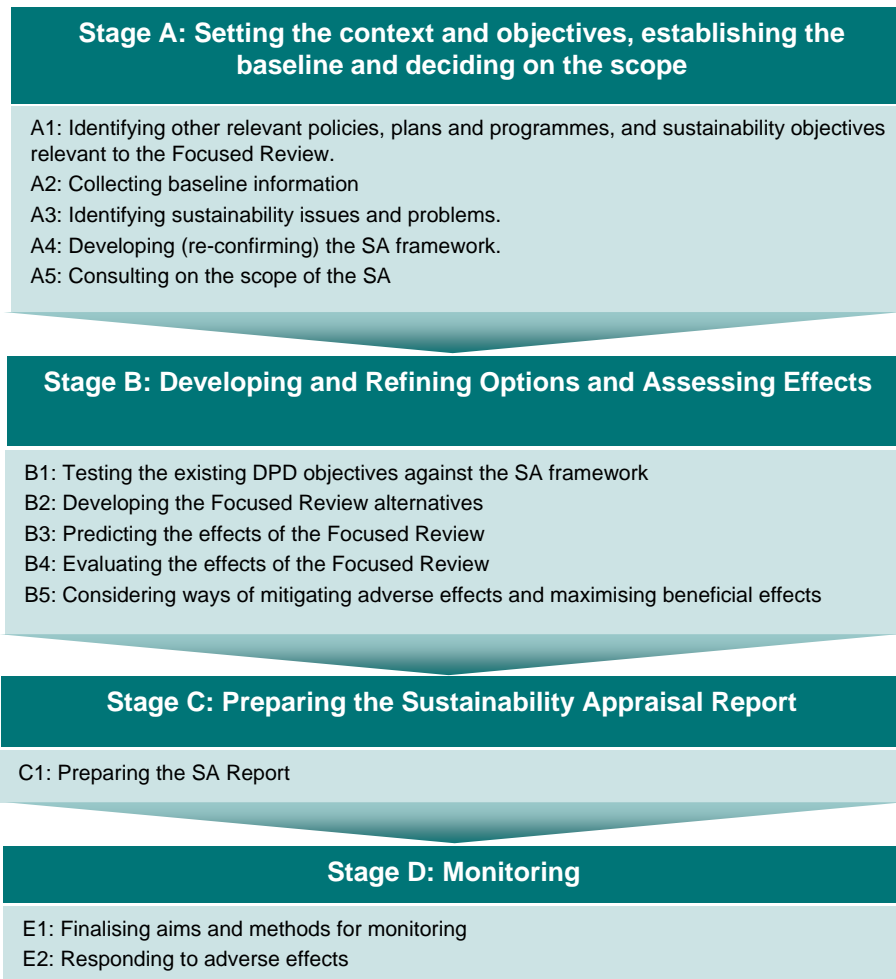 Stage A: Setting the context and objectives, establishing the
baseline and deciding on the scope
A1: Identifying other relevant policies, plans and programmes, and sustainability objectives
relevant to the Focused Review.
A2: Collecting baseline information
A3: Identifying sustainability issues and problems.
A4: Developing (re-confirming) the SA framework.
A5: Consulting on the scope of the SA
Stage B: Developing and Refining Options and Assessing Effects
B1: Testing the existing DPD objectives against the SA framework
B2: Developing the Focused Review alternatives
B3: Predicting the effects of the Focused Review
B4: Evaluating the effects of the Focused Review
B5: Considering ways of mitigating adverse effects and maximising beneficial effects
Stage C: Preparing the Sustainability Appraisal Report
C1: Preparing the SA Report
Stage D: Monitoring
E1: Finalising aims and methods for monitoring
E2: Responding to adverse effects